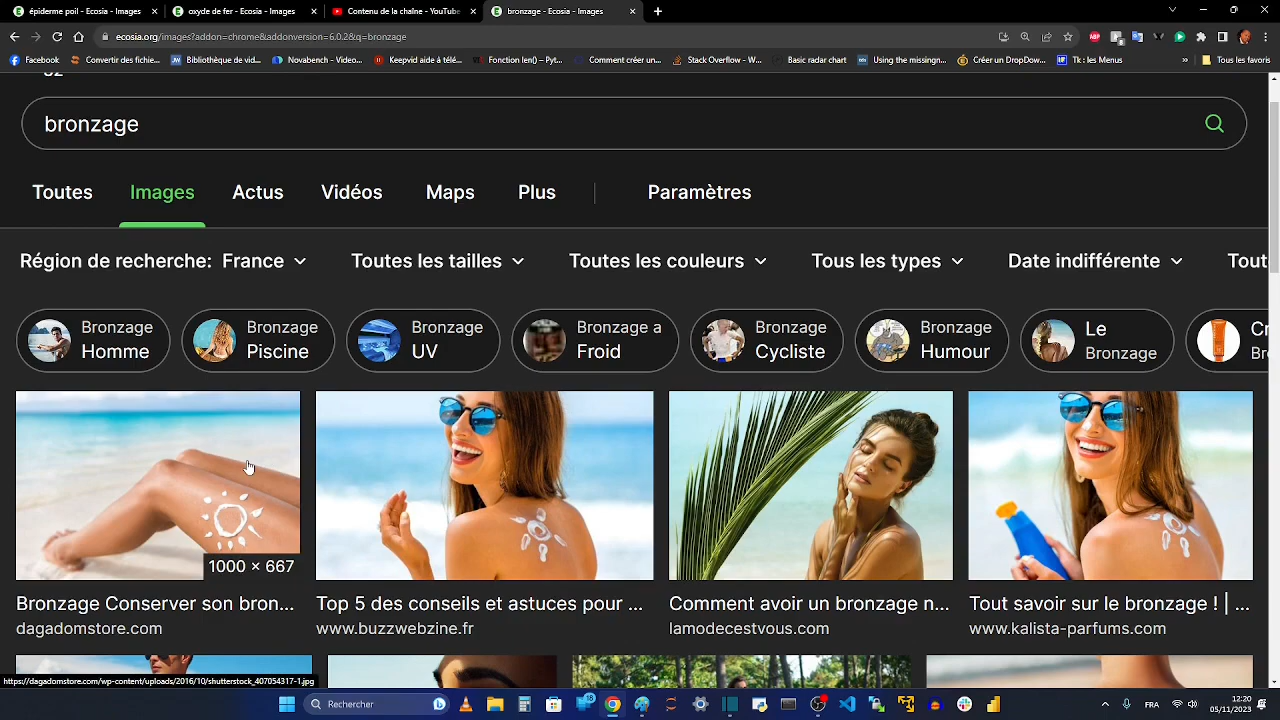 épiderme poil - Ecosia - Images
oxyde de fer - Ecosia - Images
Contenu de la chaîne - YouTube
bronzage - Ecosia - Images
ecosia.org/images?addon=chrome&addonversion=6.0.2&q=bronzage
Facebook
Convertir des fichie...
Bibliothèque de vid...
Novabench - Video...
Keepvid aide à télé...
Fonction len() – Pyt...
Comment créer un...
Stack Overflow - W...
Basic radar chart
Using the missingn...
Créer un DropDow...
Tk : les Menus
»
Tous les favoris
bronzage
Toutes
Images
Actus
Vidéos
Maps
Plus
Paramètres
Région de recherche: France
Toutes les tailles
Toutes les couleurs
Tous les types
Date indifférente
Tout
Bronzage
Homme
Bronzage
Piscine
Bronzage
UV
Bronzage a
Froid
Bronzage
Cycliste
Bronzage
Humour
Le
Bronzage
Cr
Br
1000 × 667
Bronzage Conserver son bron...
dagadomstore.com
Top 5 des conseils et astuces pour ...
www.buzzwebzine.fr
Comment avoir un bronzage n...
lamodecestvous.com
Tout savoir sur le bronzage ! | ...
www.kalista-parfums.com
https://dagadomstore.com/wp-content/uploads/2016/10/shutterstock_407054317-1.jpg
Rechercher
18
FRA
12:20
05/11/2023